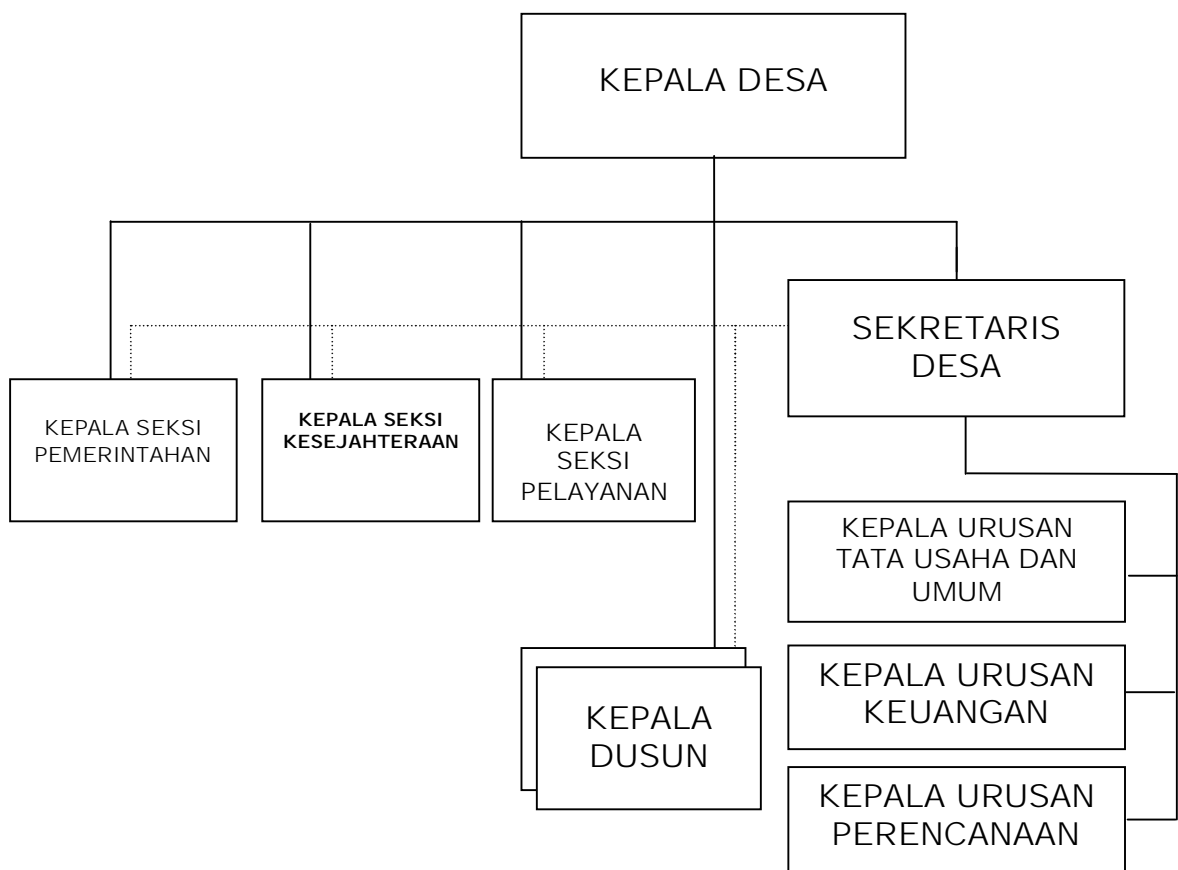 KEPALA DESA
SEKRETARIS
DESA
KEPALA SEKSI
PEMERINTAHAN
KEPALA SEKSI
KESEJAHTERAAN
KEPALA
SEKSI
PELAYANAN
KEPALA URUSAN
TATA USAHA DAN
UMUM
KEPALA URUSAN
KEUANGAN
KEPALA
DUSUN
KEPALA URUSAN
PERENCANAAN